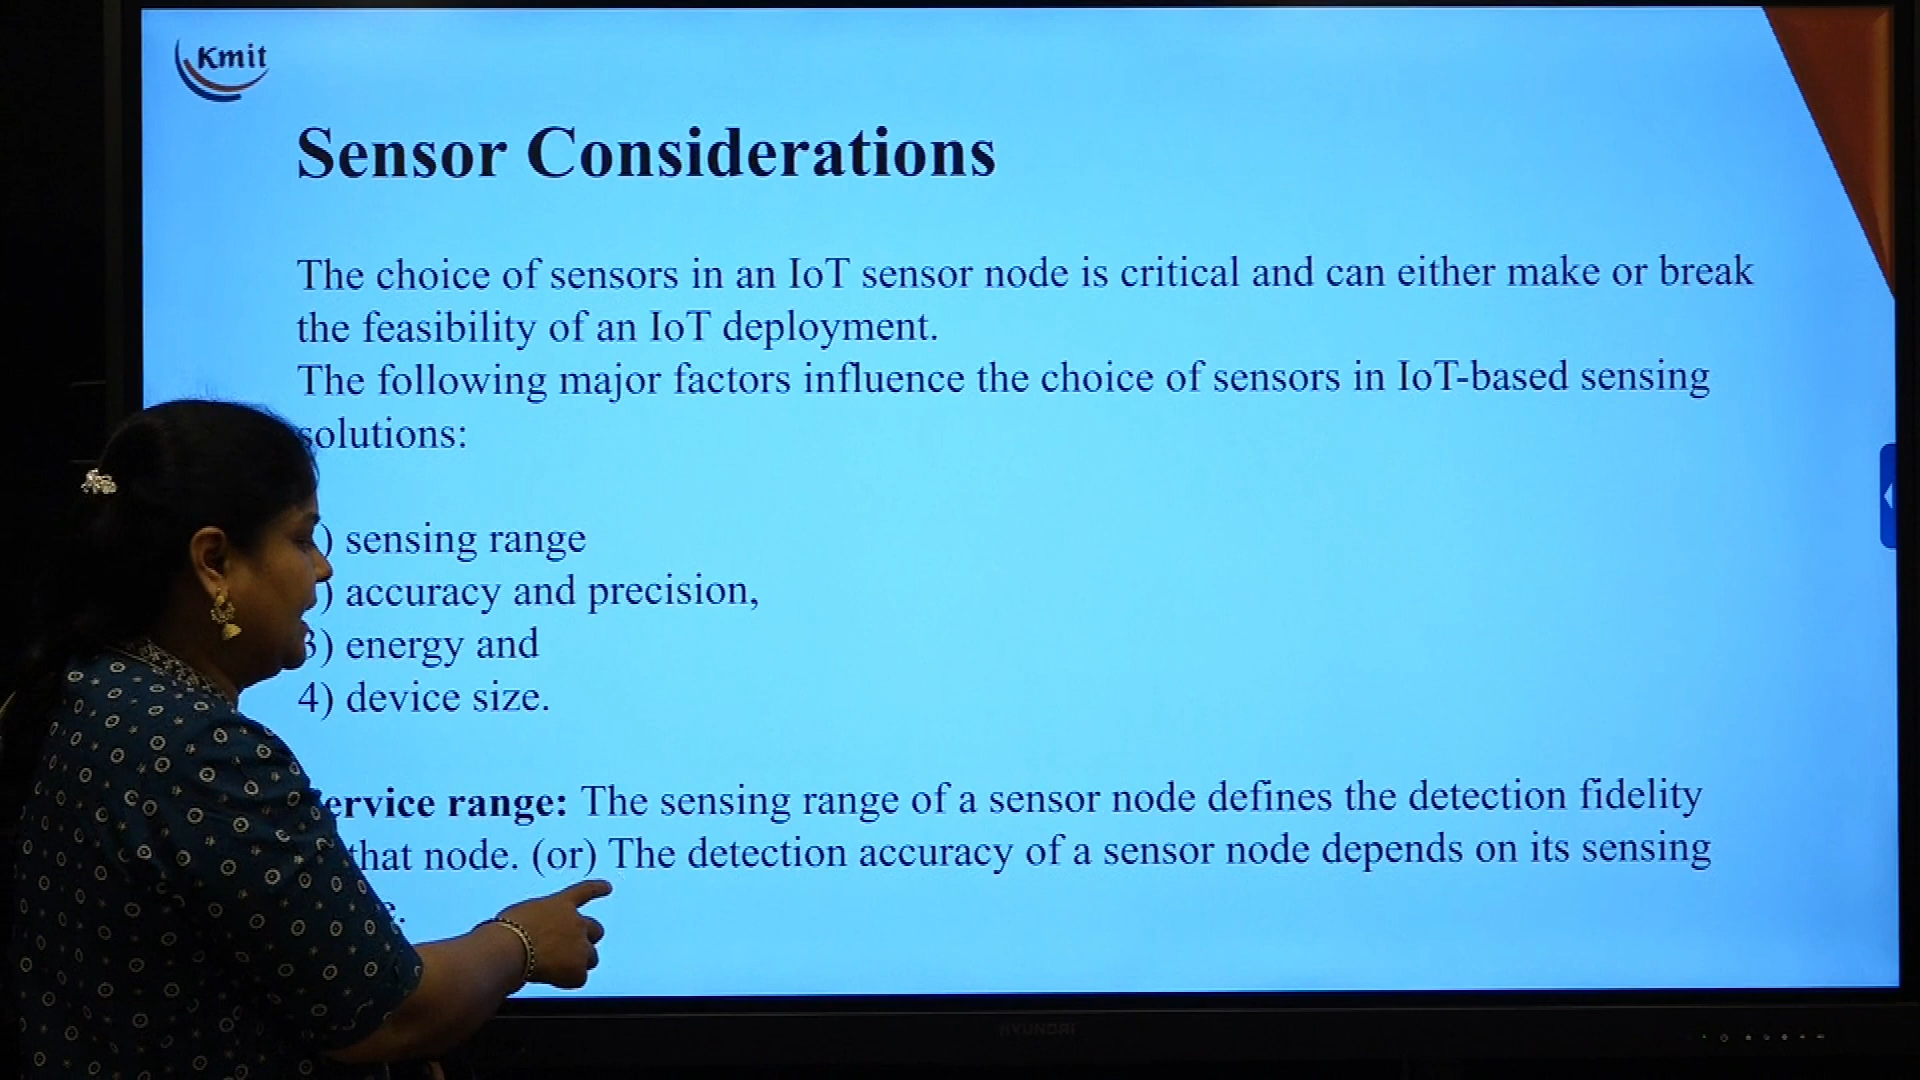 Kmit
Sensor Considerations
The choice of sensors in an IoT sensor node is critical and can either make or break
the feasibility of an IoT deployment.
The following major factors influence the choice of sensors in IoT-based sensing
solutions:
) sensing range
) accuracy and precision,
3) energy and
4) device size.
ervice range: The sensing range of a sensor node defines the detection fidelity
that node. (or) The detection accuracy of a sensor node depends on its sensing
HYUNDAI